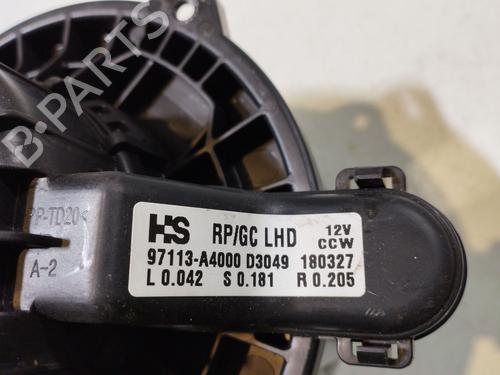 B-PARTS
PP-TD20<
A-2
HS RP/GC LHD 12V CCW
97113-A4000 D3049 180327
L 0.042 S 0.181 R 0.205